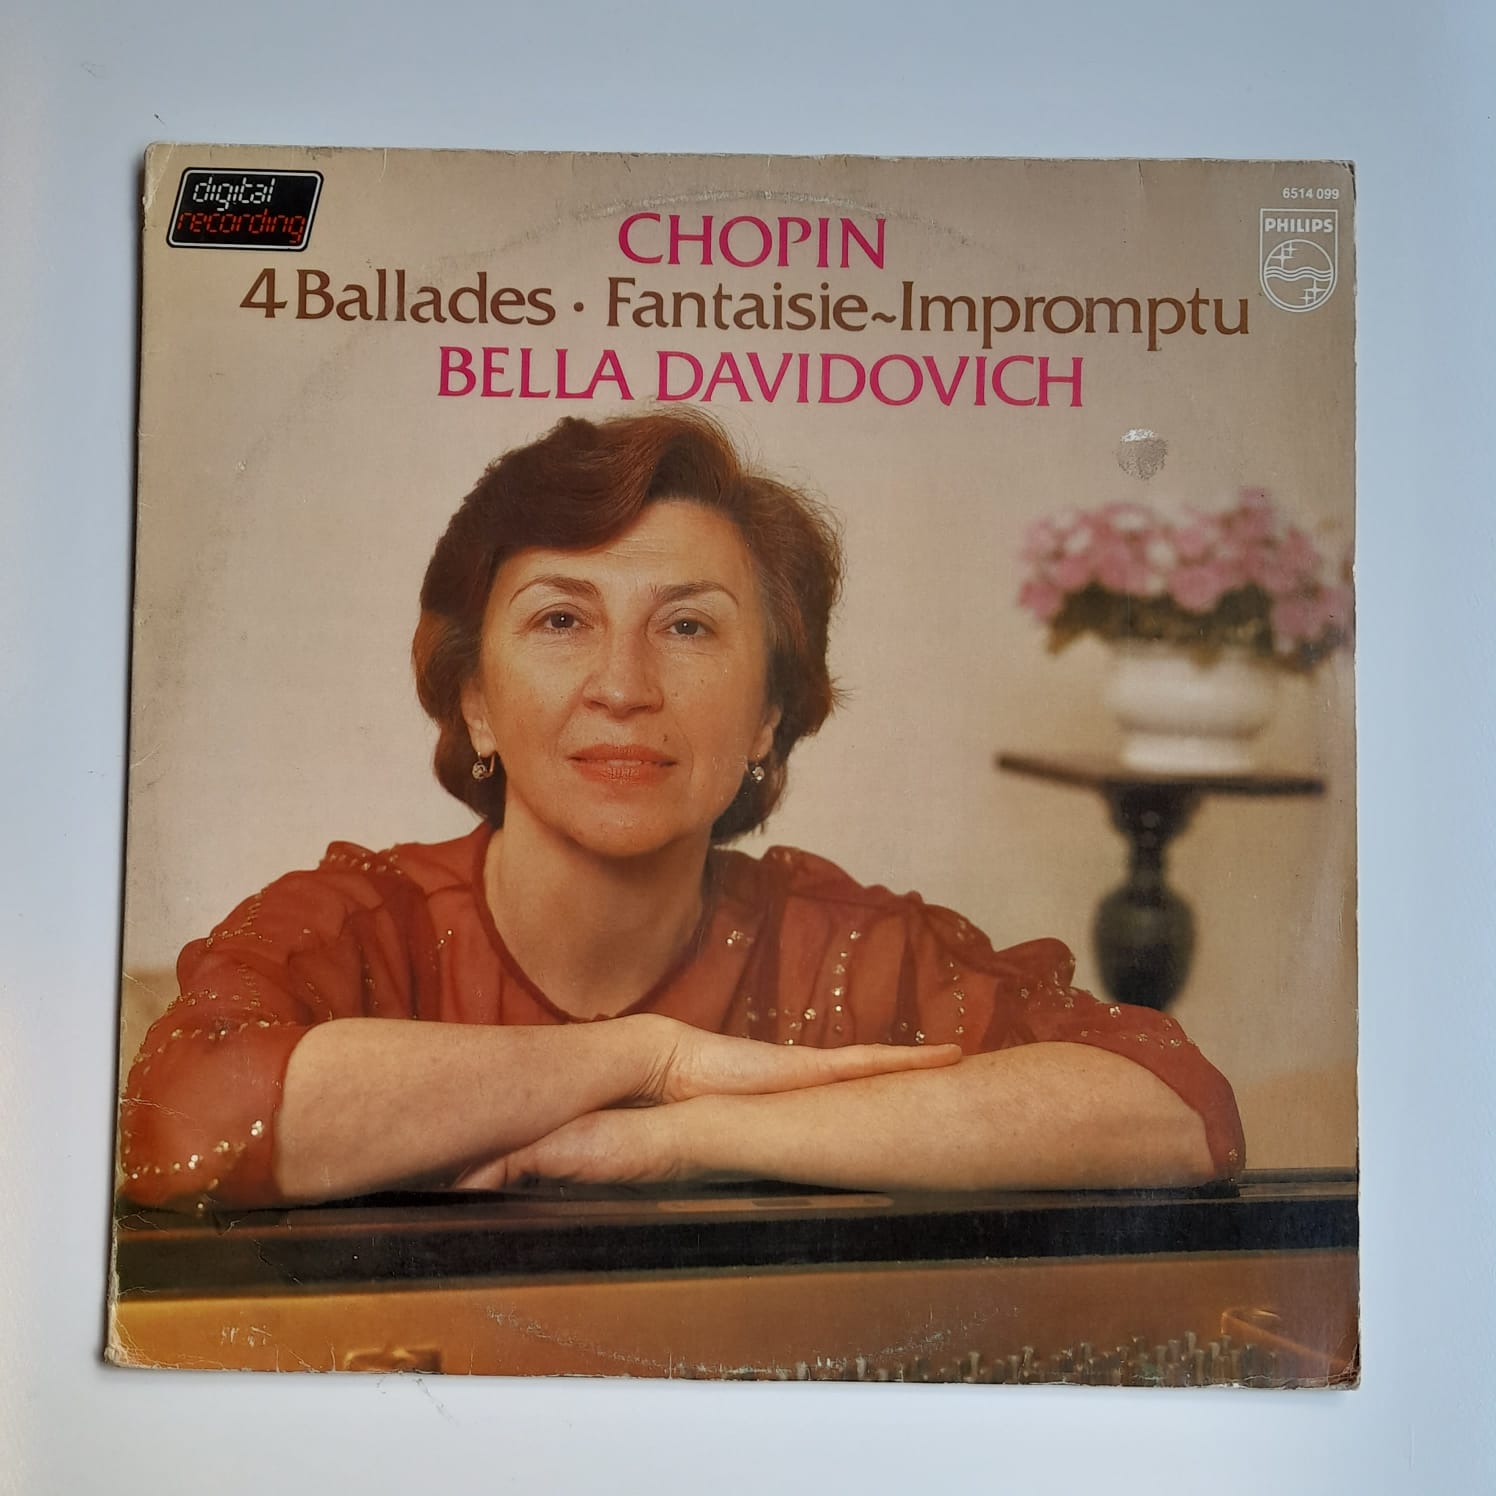 digital
recording
6514 099
PHILIPS
CHOPIN
4 Ballades · Fantaisie~Impromptu
BELLA DAVIDOVICH